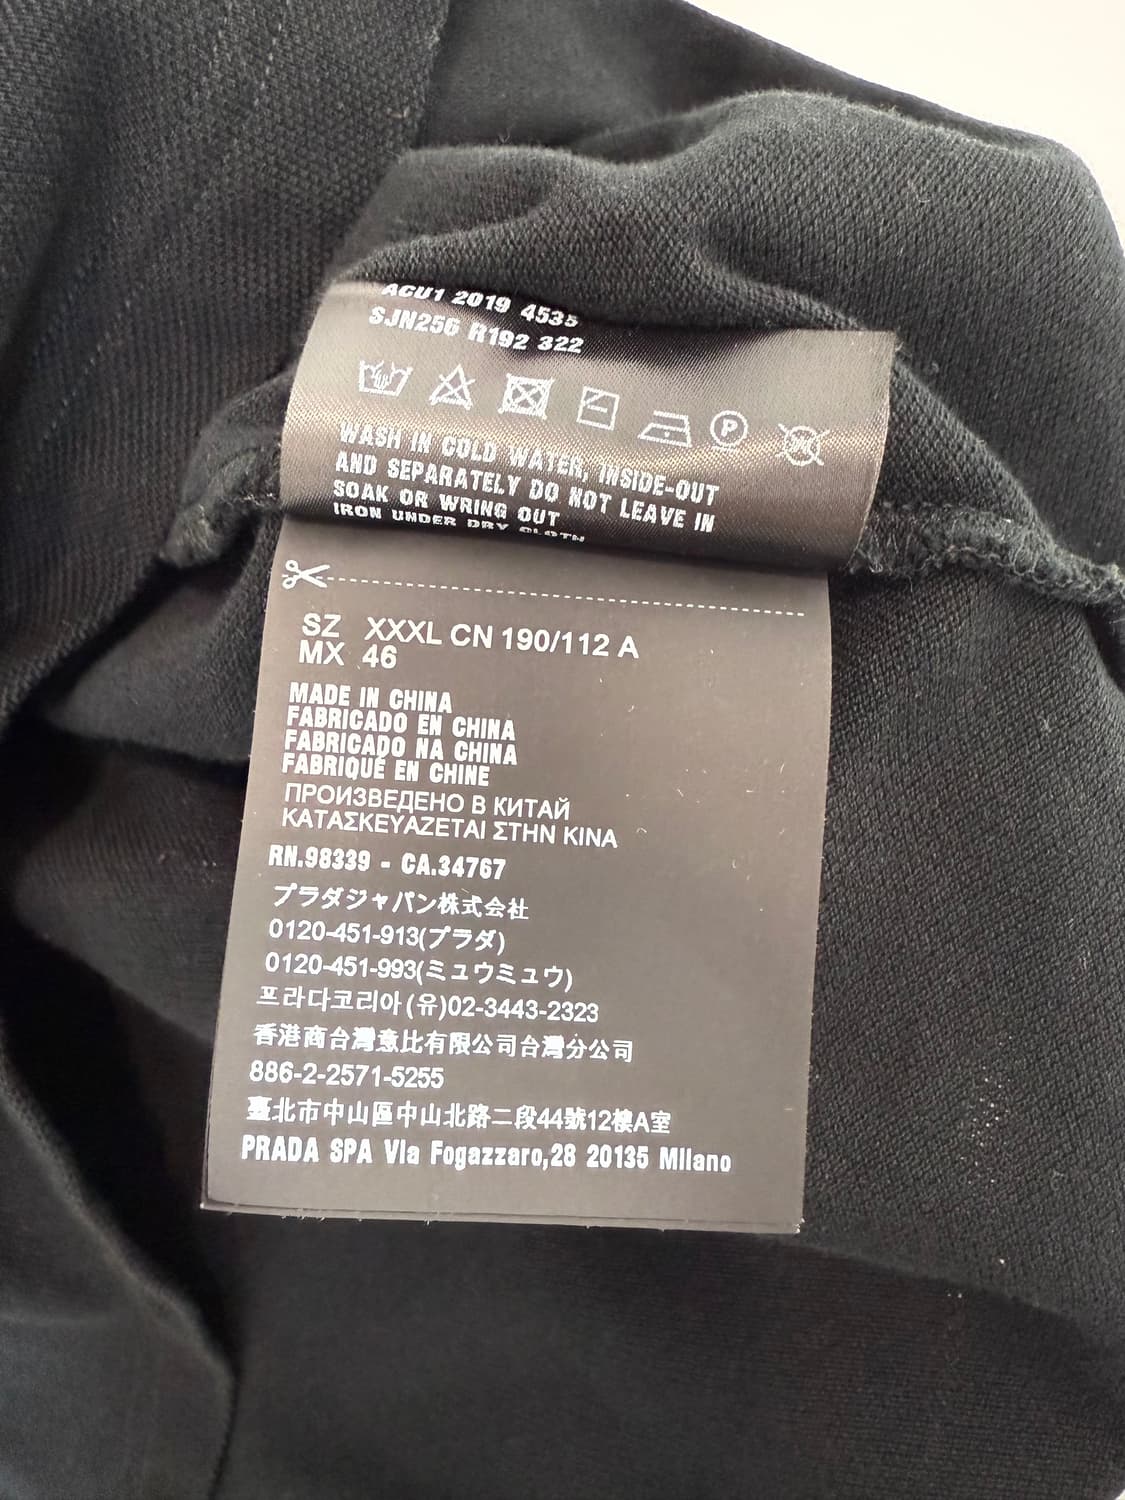 ACU1 2019 4535
SJN256 R192 322
P
W
WASH IN COLD WATER, INSIDE-OUT
AND SEPARATELY DO NOT LEAVE IN
SOAK OR WRING OUT
IRON UNDER DRY CLOTH
SZ XXXL CN 190/112 A
MX 46
MADE IN CHINA
FABRICADO EN CHINA
FABRICADO NA CHINA
FABRIQUÉ EN CHINE
ПРОИЗВЕДЕНО В КИТАЙ
ΚΑΤΑΣΚΕΥΑΖΕΤΑΙ ΣΤΗΝ ΚΙΝΑ
RN.98339 - CA.34767
プラダジャパン株式会社
0120-451-913(プラダ)
0120-451-993(ミュウミュウ)
프라다코리아(유)02-3443-2323
香港商台灣意比有限公司台灣分公司
886-2-2571-5255
臺北市中山區中山北路二段44號12樓A室
PRADA SPA VIa Fogazzaro,28 20135 Milano